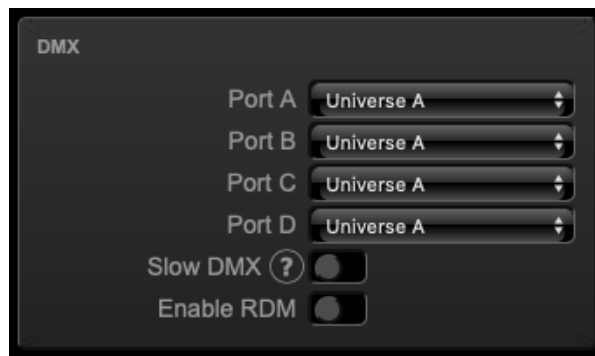 DMX
Port A Universe A
Port B Universe A
Port C Universe A
Port D Universe A
Slow DMX ?
Enable RDM